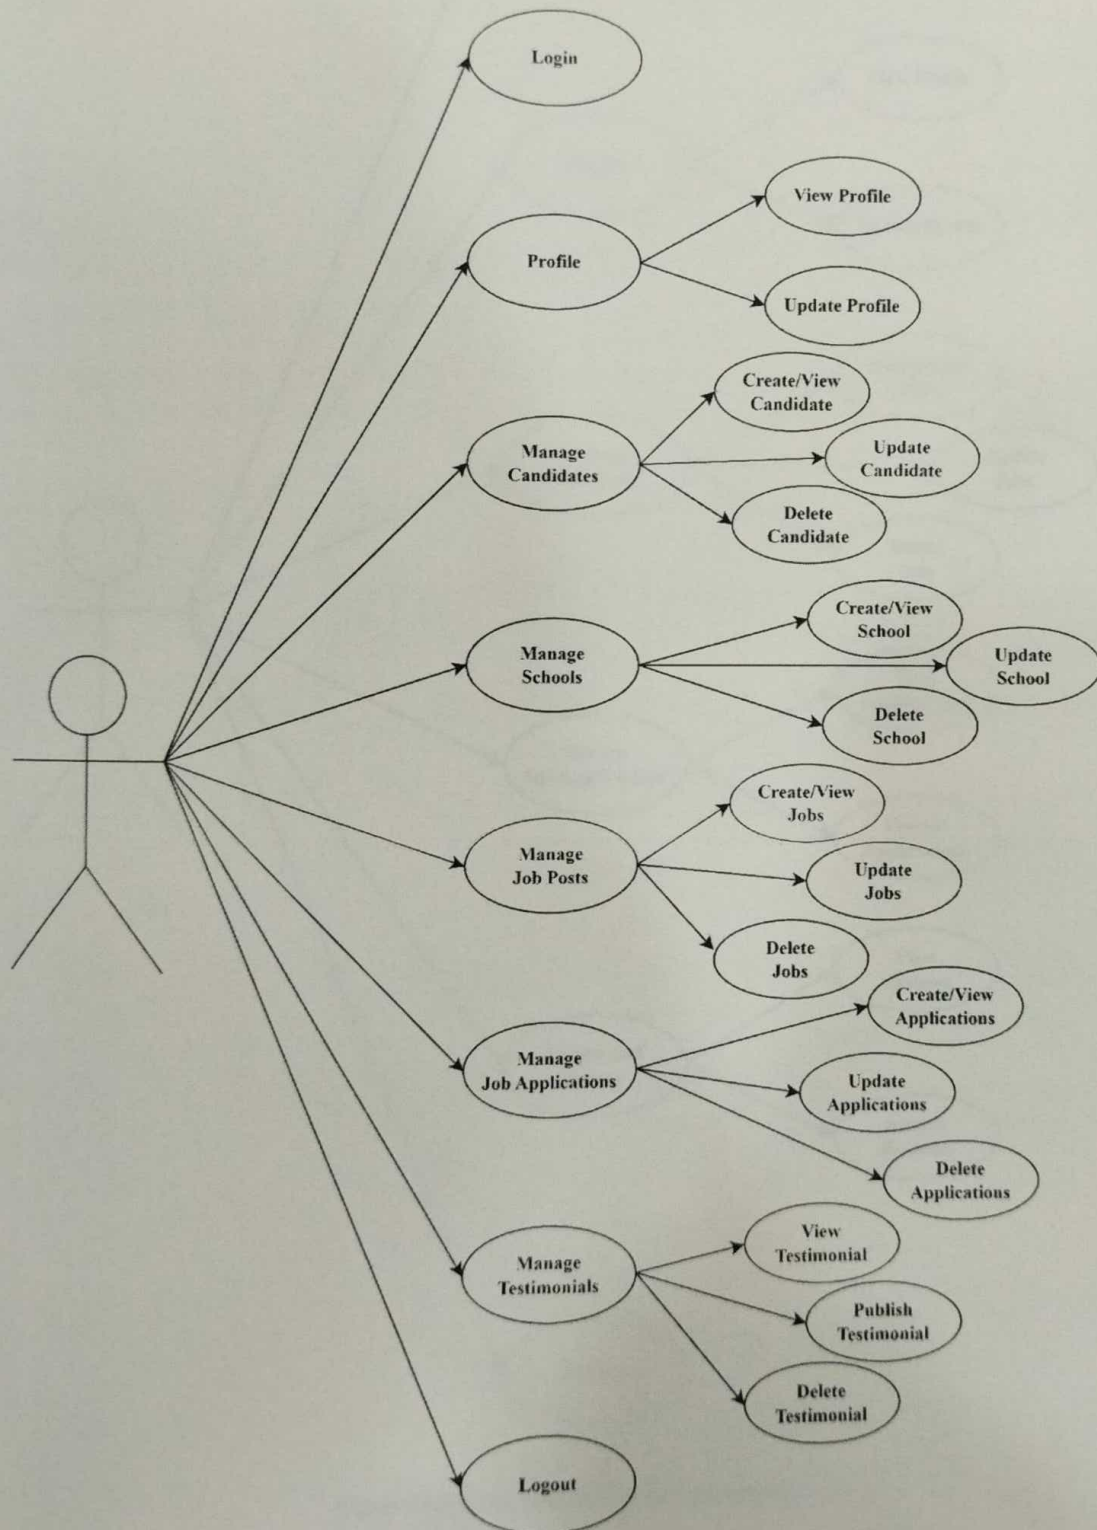 Login
View Profile
Profile
Update Profile
Create/View
Candidate
Manage
Candidates
Update
Candidate
Delete
Candidate
Create/View
School
Manage
Schools
Update
School
Delete
School
Create/View
Jobs
Manage
Job Posts
Update
Jobs
Delete
Jobs
Create/View
Applications
Manage
Job Applications
Update
Applications
Delete
Applications
View
Testimonial
Manage
Testimonials
Publish
Testimonial
Delete
Testimonial
Logout